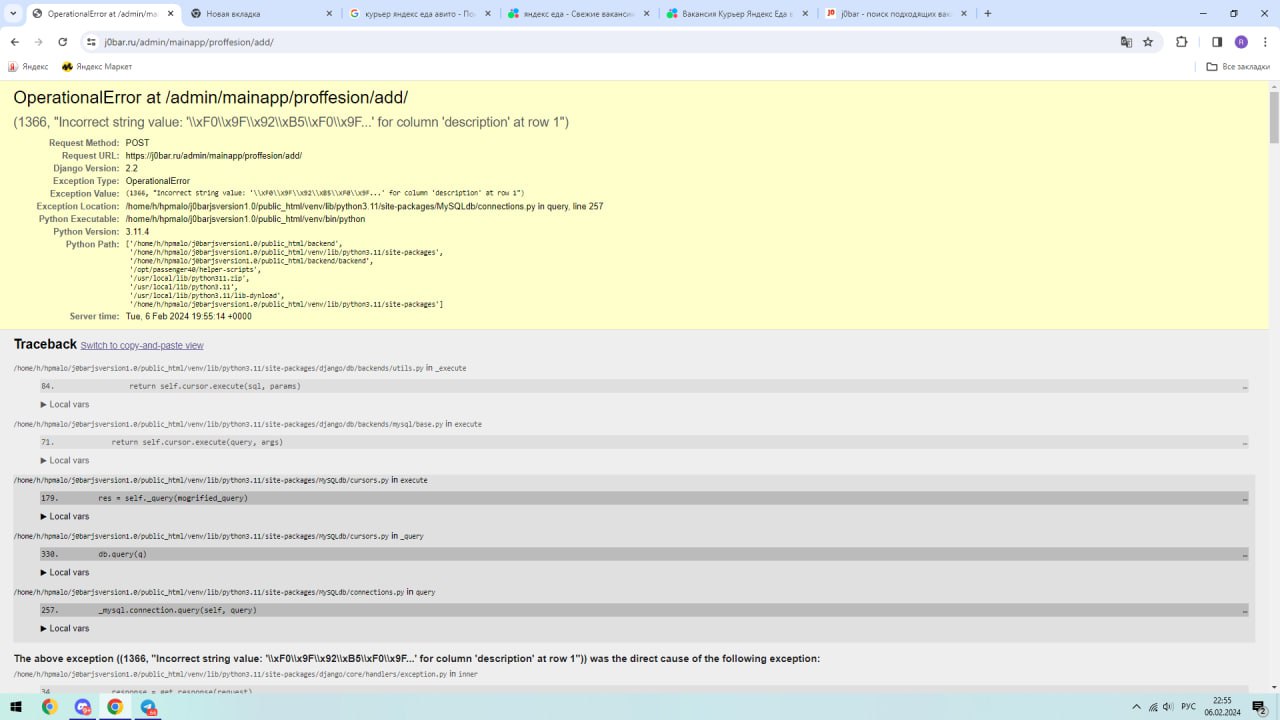 OperationalError at /admin/mai
Новая вкладка
курьер яндекс еда авито - Пои
яндекс еда - Свежие вакансии
Вакансия Курьер Яндекс Еда в
j0bar - поиск подходящих вак
j0bar.ru/admin/mainapp/proffesion/add/
Яндекс
Яндекс Маркет
Все закладки
OperationalError at /admin/mainapp/proffesion/add/
(1366, "Incorrect string value: '\\xF0\\x9F\\x92\\xB5\\xF0\\x9F...' for column 'description' at row 1")
Request Method: POST
Request URL: https://j0bar.ru/admin/mainapp/proffesion/add/
Django Version: 2.2
Exception Type: OperationalError
Exception Value: (1366, "Incorrect string value: '\\xF0\\x9F\\x92\\xB5\\xF0\\x9F...' for column 'description' at row 1")
Exception Location: /home/h/hpmalo/j0barjsversion1.0/public_html/venv/lib/python3.11/site-packages/MySQLdb/connections.py in query, line 257
Python Executable: /home/h/hpmalo/j0barjsversion1.0/public_html/venv/bin/python
Python Version: 3.11.4
Python Path: ['/home/h/hpmalo/j0barjsversion1.0/public_html/backend',
'/home/h/hpmalo/j0barjsversion1.0/public_html/venv/lib/python3.11/site-packages',
'/home/h/hpmalo/j0barjsversion1.0/public_html/backend/backend',
'/opt/passenger40/helper-scripts',
'/usr/local/lib/python311.zip',
'/usr/local/lib/python3.11',
'/usr/local/lib/python3.11/lib-dynload',
'/home/h/hpmalo/j0barjsversion1.0/public_html/venv/lib/python3.11/site-packages']
Server time: Tue, 6 Feb 2024 19:55:14 +0000
Traceback Switch to copy-and-paste view
/home/h/hpmalo/j0barjsversion1.0/public_html/venv/lib/python3.11/site-packages/django/db/backends/utils.py in _execute
84. return self.cursor.execute(sql, params) …
▶ Local vars
/home/h/hpmalo/j0barjsversion1.0/public_html/venv/lib/python3.11/site-packages/django/db/backends/mysql/base.py in execute
71. return self.cursor.execute(query, args) …
▶ Local vars
/home/h/hpmalo/j0barjsversion1.0/public_html/venv/lib/python3.11/site-packages/MySQLdb/cursors.py in execute
179. res = self._query(mogrified_query) …
▶ Local vars
/home/h/hpmalo/j0barjsversion1.0/public_html/venv/lib/python3.11/site-packages/MySQLdb/cursors.py in _query
330. db.query(q) …
▶ Local vars
/home/h/hpmalo/j0barjsversion1.0/public_html/venv/lib/python3.11/site-packages/MySQLdb/connections.py in query
257. _mysql.connection.query(self, query) …
▶ Local vars
The above exception ((1366, "Incorrect string value: '\\xF0\\x9F\\x92\\xB5\\xF0\\x9F...' for column 'description' at row 1")) was the direct cause of the following exception:
/home/h/hpmalo/j0barjsversion1.0/public_html/venv/lib/python3.11/site-packages/django/core/handlers/exception.py in inner
34. response = get_response(request)
РУС
22:55
06.02.2024
2